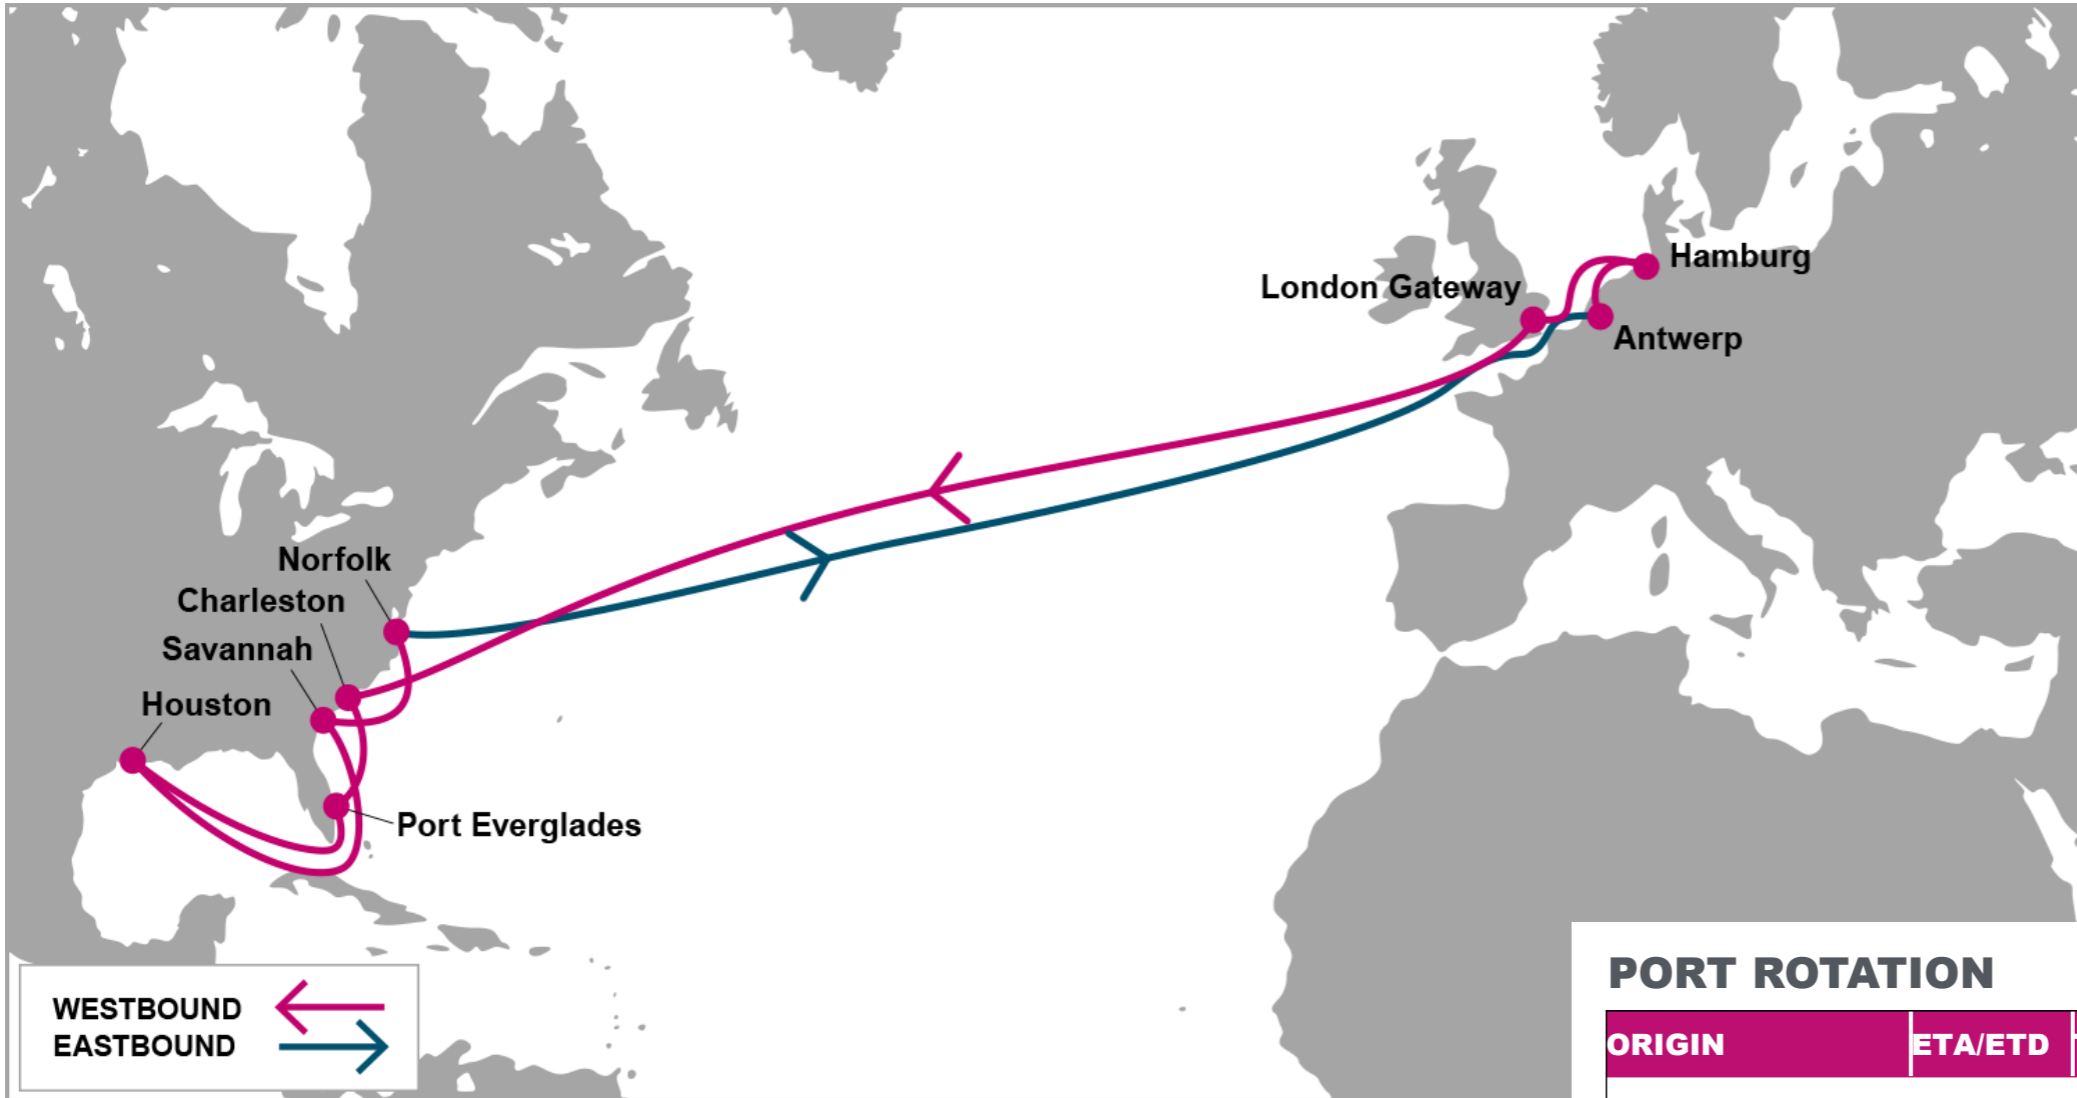 Hamburg
London Gateway
Antwerp
Norfolk
Charleston
Savannah
Houston
Port Everglades
WESTBOUND
EASTBOUND
PORT ROTATION
ORIGIN ETA/ETD